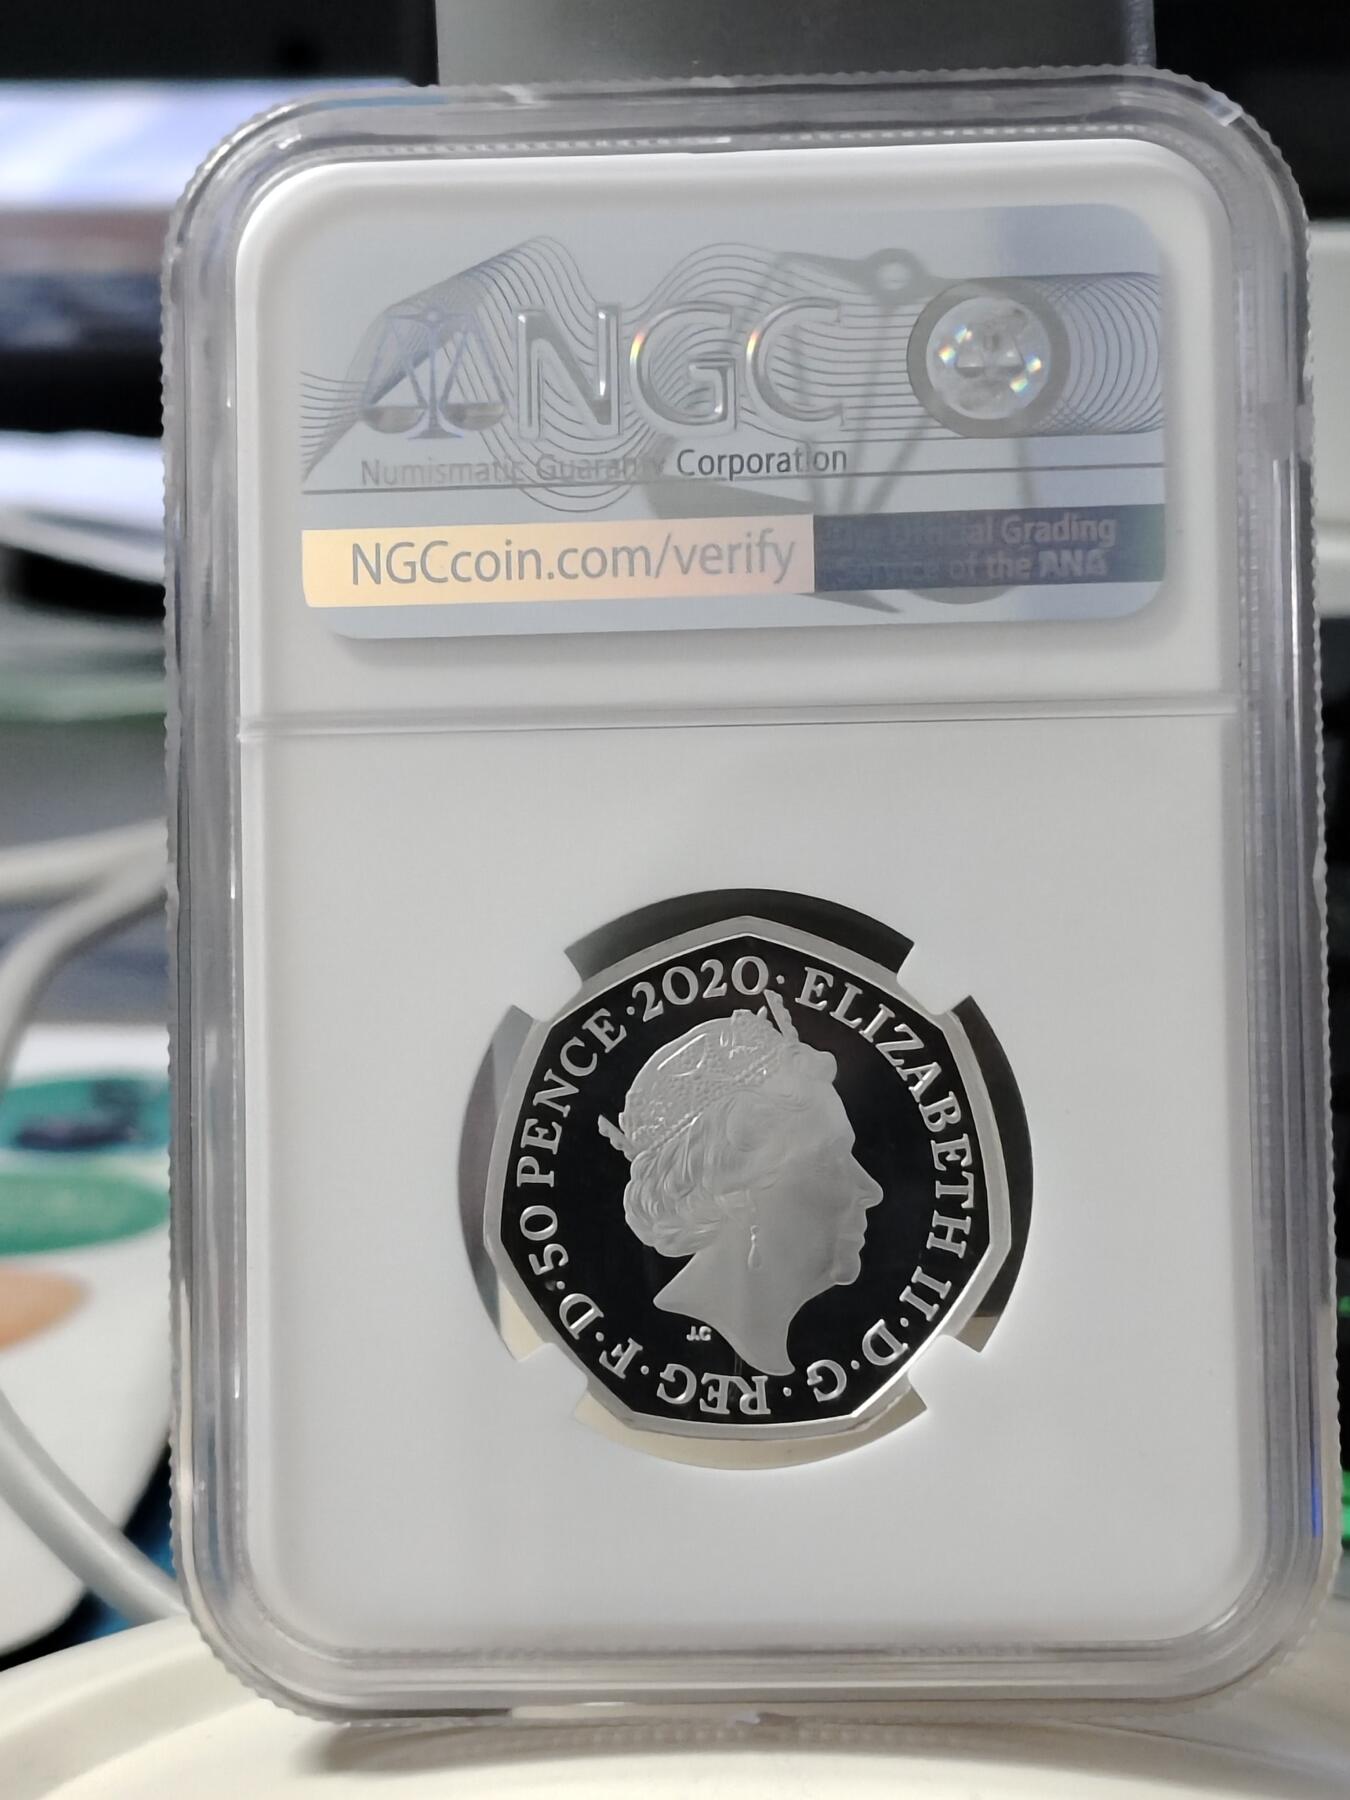 NGC
Numismatic Guaranty Corporation
NGCcoin.com/verify
The Official Grading
Service of the ANA
ELIZABETH II · D · G · REG · F · D · 50 PENCE · 2020 ·
JC